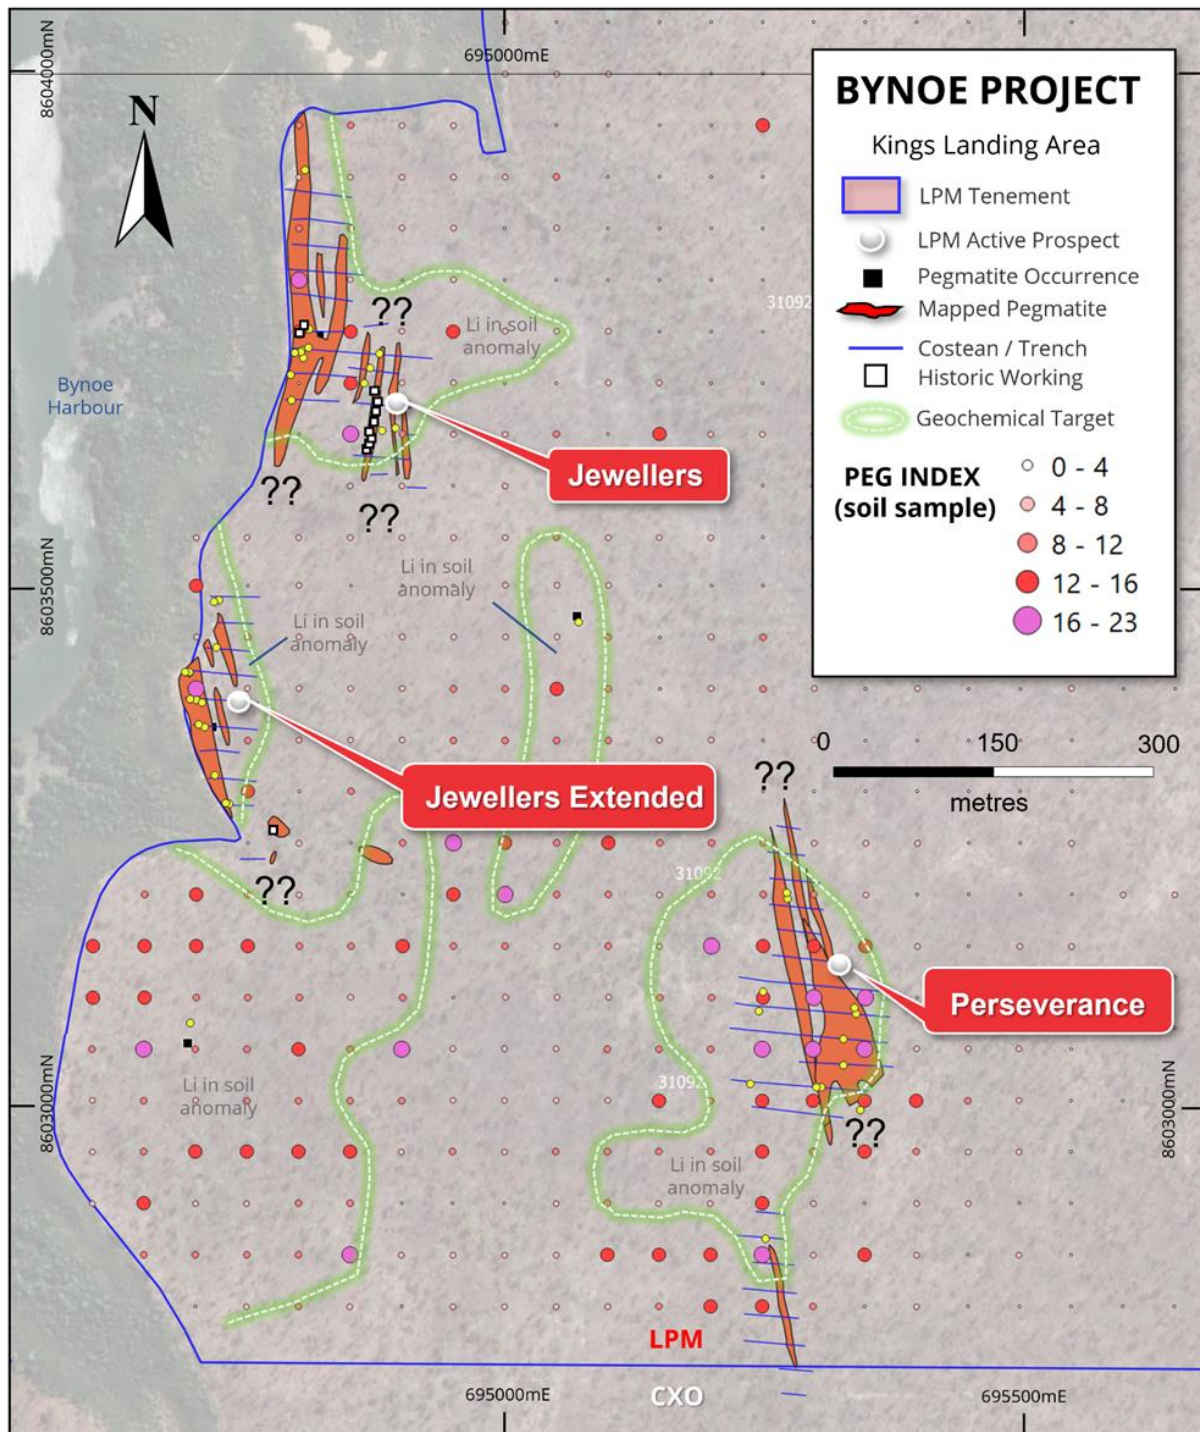 8604000mN
695000mE
BYNOE PROJECT
Kings Landing Area
LPM Tenement
LPM Active Prospect
Pegmatite Occurrence
Mapped Pegmatite
Costean / Trench
Historic Working
Geochemical Target
PEG INDEX
(soil sample)
0 - 4
4 - 8
8 - 12
12 - 16
16 - 23
N
31092
??
Li in soil
anomaly
Bynoe
Harbour
Jewellers
??
??
8603500mN
Li in soil
anomaly
Li in soil
anomaly
0
150
300
metres
??
Jewellers Extended
31092
??
Perseverance
31092
Li in soil
anomaly
8603000mN
8603000mN
??
Li in soil
anomaly
LPM
695000mE
CXO
695500mE